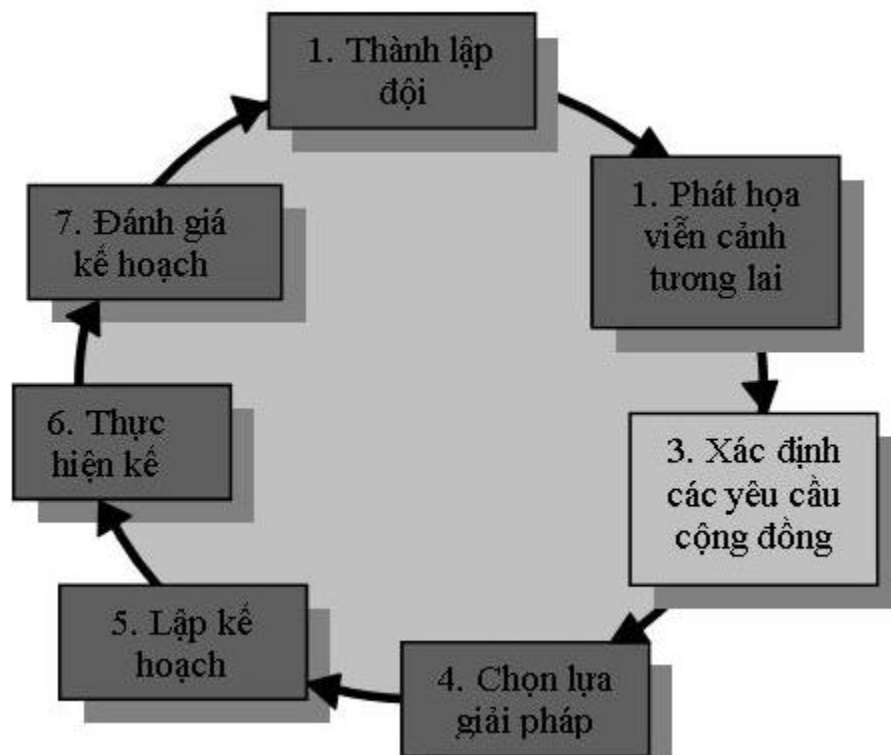 1. Thành lập
đội
1. Phát họa
viễn cảnh
tương lai
3. Xác định
các yêu cầu
cộng đồng
4. Chọn lựa
giải pháp
5. Lập kế
hoạch
6. Thực
hiện kế
7. Đánh giá
kế hoạch